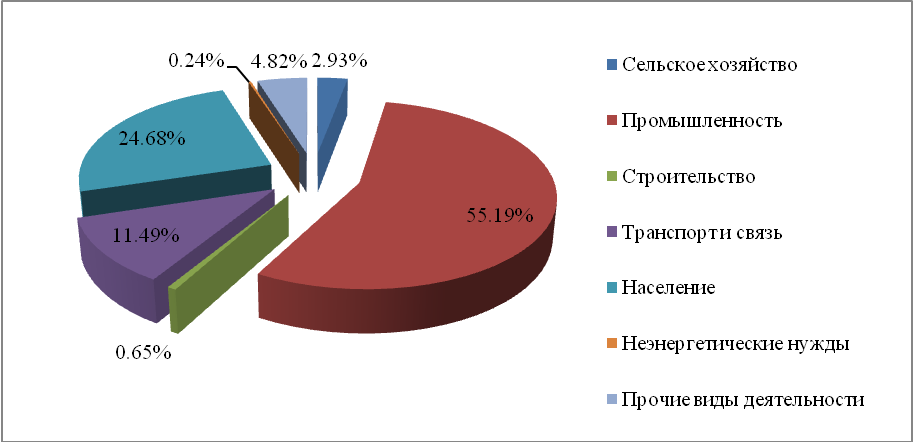 0.24%
4.82%
2.93%
24.68%
55.19%
11.49%
0.65%
Сельское хозяйство
Промышленность
Строительство
Транспорт и связь
Население
Неэнергетические нужды
Прочие виды деятельности